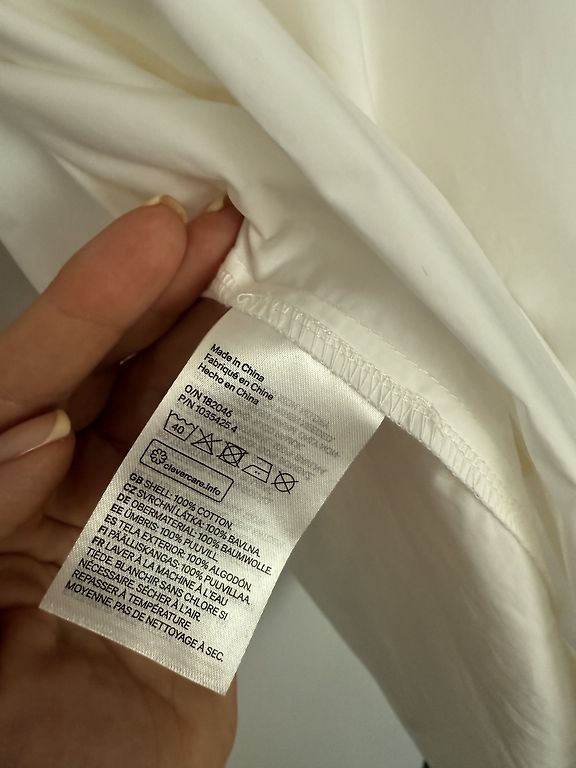 Made in China
Fabriqué en Chine
Hecho en China
O/N 182046
P/N 1035428 4
40
clevercare.info
GB SHELL: 100% COTTON.
CZ SVRCHNÍ LÁTKA: 100% BAVLNA.
DE OBERMATERIAL: 100% BAUMWOLLE.
EE ÜMBRIS: 100% PUUVILL.
ES TELA EXTERIOR: 100% ALGODÓN.
FI PÄÄLLISKANGAS: 100% PUUVILLAA.
FR LAVER À LA MACHINE À L'EAU
TIÈDE. BLANCHIR SANS CHLORE SI
NÉCESSAIRE SÉCHER À L'AIR.
REPASSER À TEMPÉRATURE
MOYENNE. PAS DE NETTOYAGE À SEC.